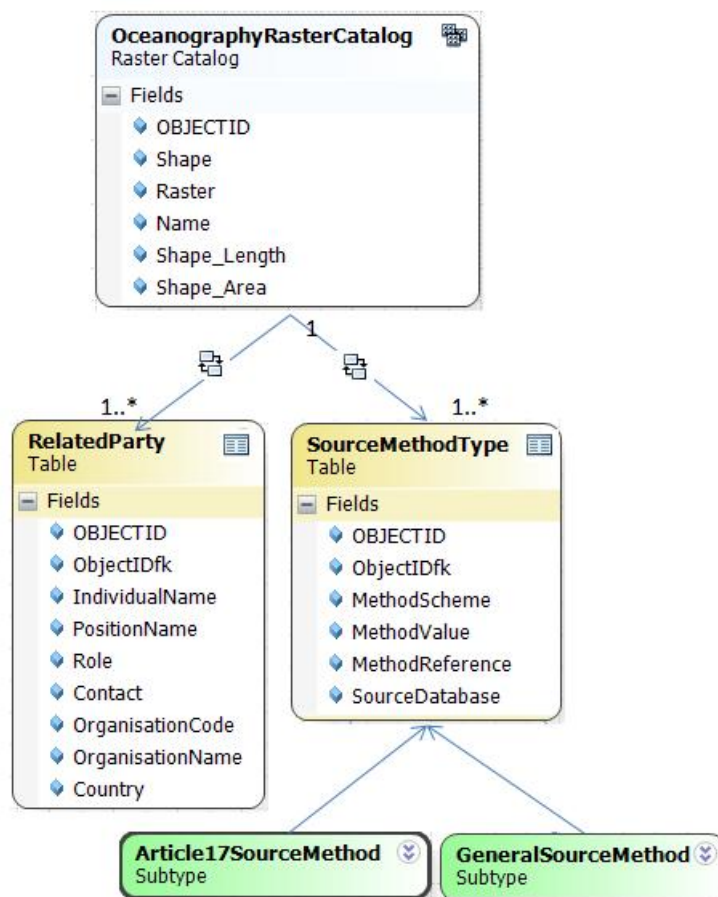 OceanographyRasterCatalog
Raster Catalog
Fields
OBJECTID
Shape
Raster
Name
Shape_Length
Shape_Area
1
1..*
1..*
RelatedParty
Table
Fields
OBJECTID
ObjectIDfk
IndividualName
PositionName
Role
Contact
OrganisationCode
OrganisationName
Country
SourceMethodType
Table
Fields
OBJECTID
ObjectIDfk
MethodScheme
MethodValue
MethodReference
SourceDatabase
Article17SourceMethod
Subtype
GeneralSourceMethod
Subtype